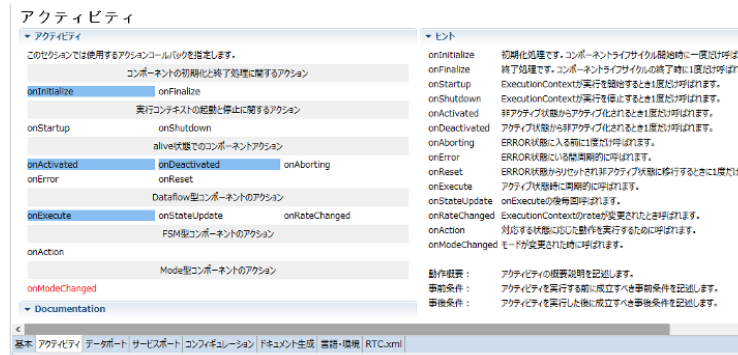 アクティビティ
アクティビティ
このセクションでは使用するアクションコールバックを指定します。
コンポーネントの初期化と終了処理に関するアクション
onInitialize onFinalize
実行コンテキストの起動と停止に関するアクション
onStartup onShutdown
alive状態でのコンポーネントアクション
onActivated onDeactivated onAborting
onError onReset
Dataflow型コンポーネントのアクション
onExecute onStateUpdate onRateChanged
FSM型コンポーネントのアクション
onAction
Mode型コンポーネントのアクション
onModeChanged
Documentation
ヒント
onInitialize 初期化処理です。コンポーネントライフサイクル開始時に一度だけ呼ばれ
onFinalize 終了処理です。コンポーネントライフサイクルの終了時に1度だけ呼ばれ
onStartup ExecutionContextが実行を開始するとき1度だけ呼ばれます。
onShutdown ExecutionContextが実行を停止するとき1度だけ呼ばれます。
onActivated 非アクティブ状態からアクティブ化されるとき1度だけ呼ばれます。
onDeactivated アクティブ状態から非アクティブ化されるとき1度だけ呼ばれます。
onAborting ERROR状態に入る前に1度だけ呼ばれます。
onError ERROR状態にいる間周期的に呼ばれます。
onReset ERROR状態からリセットされ非アクティブ状態に移行するときに1度だけ
onExecute アクティブ状態時に周期的に呼ばれます。
onStateUpdate onExecuteの後毎回呼ばれます。
onRateChanged ExecutionContextのrateが変更されたとき呼ばれます。
onAction 対応する状態に応じた動作を実行するために呼ばれます。
onModeChanged モードが変更された時に呼ばれます。
動作概要： アクティビティの概要説明を記述します。
事前条件： アクティビティを実行する前に成立すべき事前条件を記述します。
事後条件： アクティビティを実行した後に成立すべき事後条件を記述します。
基本 アクティビティ データポート サービスポート コンフィギュレーション ドキュメント生成 言語・環境 RTC.xml